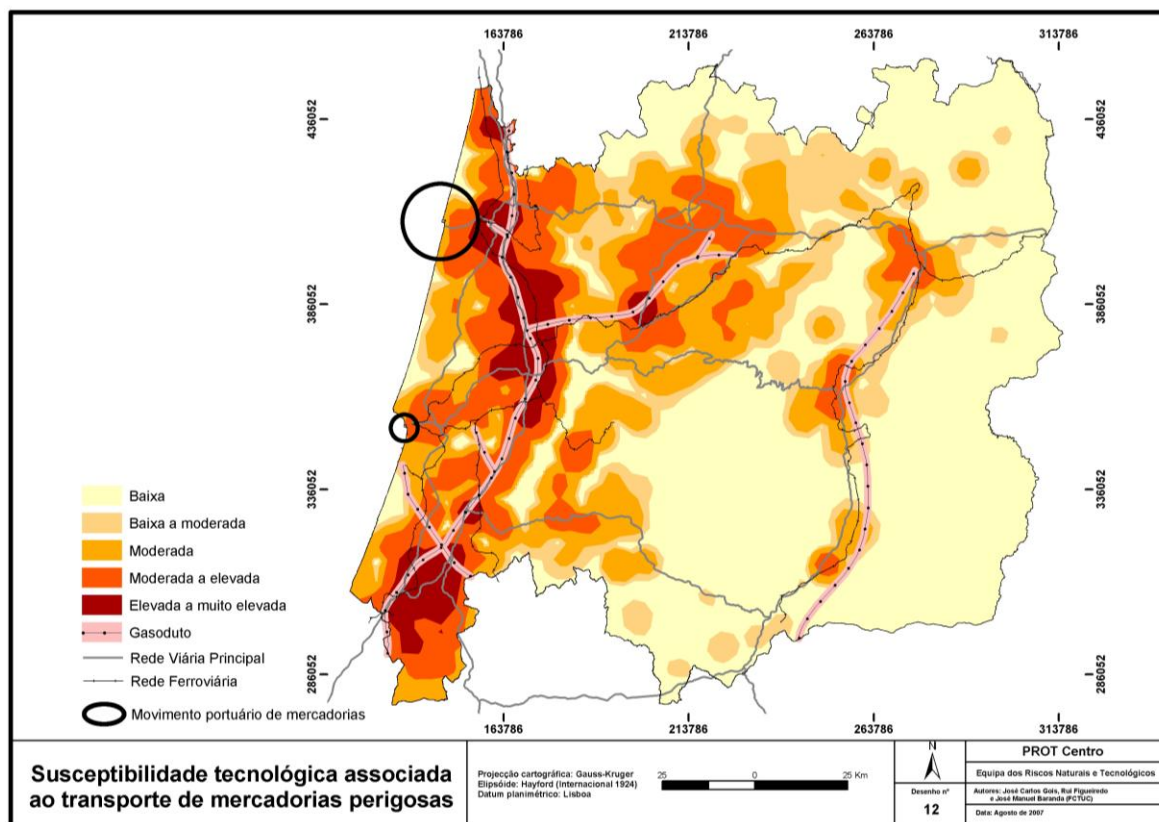 163786 213786 263786 313786
436052 436052
386052 386052
336052 336052
286052 286052
163786 213786 263786 313786
Baixa
Baixa a moderada
Moderada
Moderada a elevada
Elevada a muito elevada
Gasoduto
Rede Viária Principal
Rede Ferroviária
Movimento portuário de mercadorias
Susceptibilidade tecnológica associada
ao transporte de mercadorias perigosas
Projecção cartográfica: Gauss-Kruger
Elipsóide: Hayford (Internacional 1924)
Datum planimétrico: Lisboa
25 0 25 Km
N
Desenho nº
12
PROT Centro
Equipa dos Riscos Naturais e Tecnológicos
Autores: José Carlos Gois, Rui Figueiredo
e José Manuel Baranda (FCTUC)
Data: Agosto de 2007